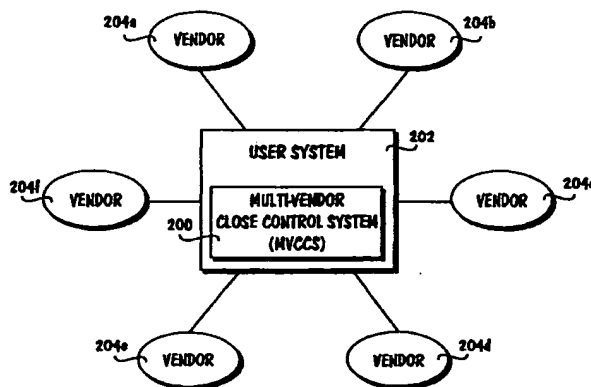 204a
VENDOR
204b
VENDOR
USER SYSTEM
202
204f
VENDOR
200
MULTI-VENDOR
CLOSE CONTROL SYSTEM
(MVCCS)
VENDOR
204e
VENDOR
204d
VENDOR